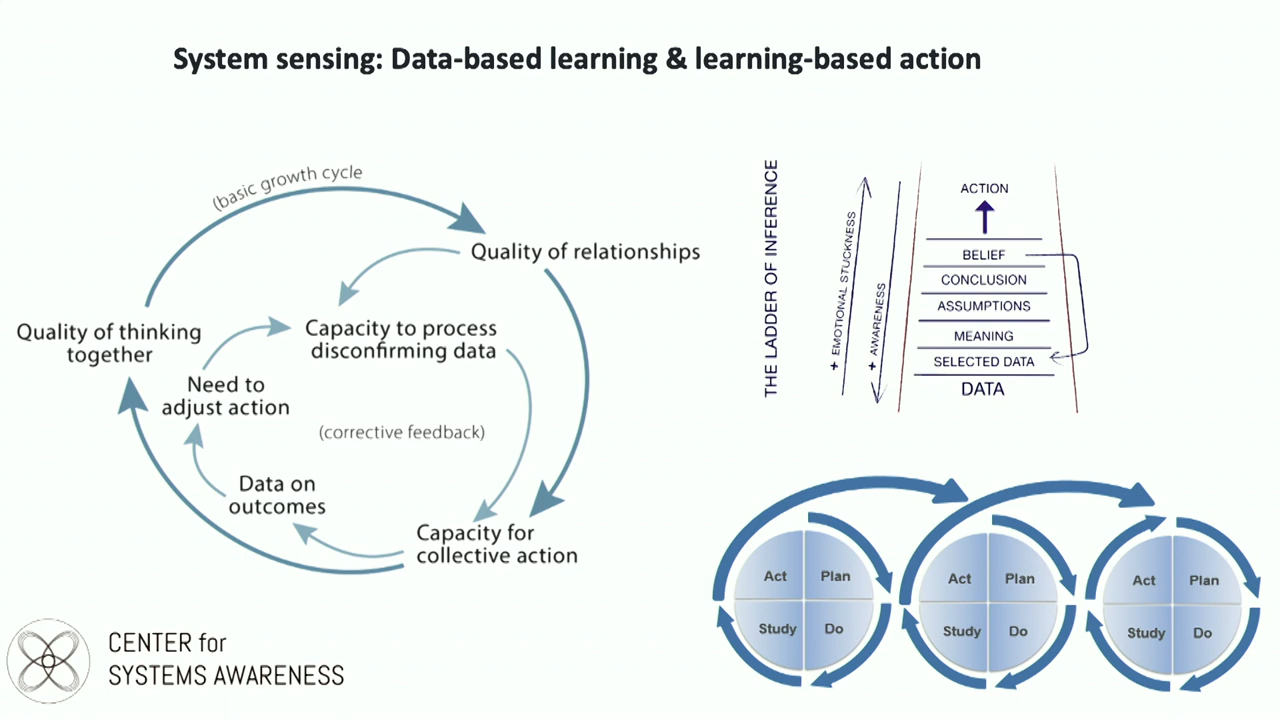 System sensing: Data-based learning & learning-based action
(basic growth cycle
Quality of relationships
Quality of thinking
together
Capacity to process
disconfirming data
Need to
adjust action
(corrective feedback)
Data on
outcomes
Capacity for
collective action
THE LADDER OF INFERENCE
+ EMOTIONAL STUCKNESS
+ AWARENESS
ACTION
BELIEF
CONCLUSION
ASSUMPTIONS
MEANING
SELECTED DATA
DATA
Act Plan
Study Do
Act Plan
Study Do
Act Plan
Study Do
CENTER for
SYSTEMS AWARENESS